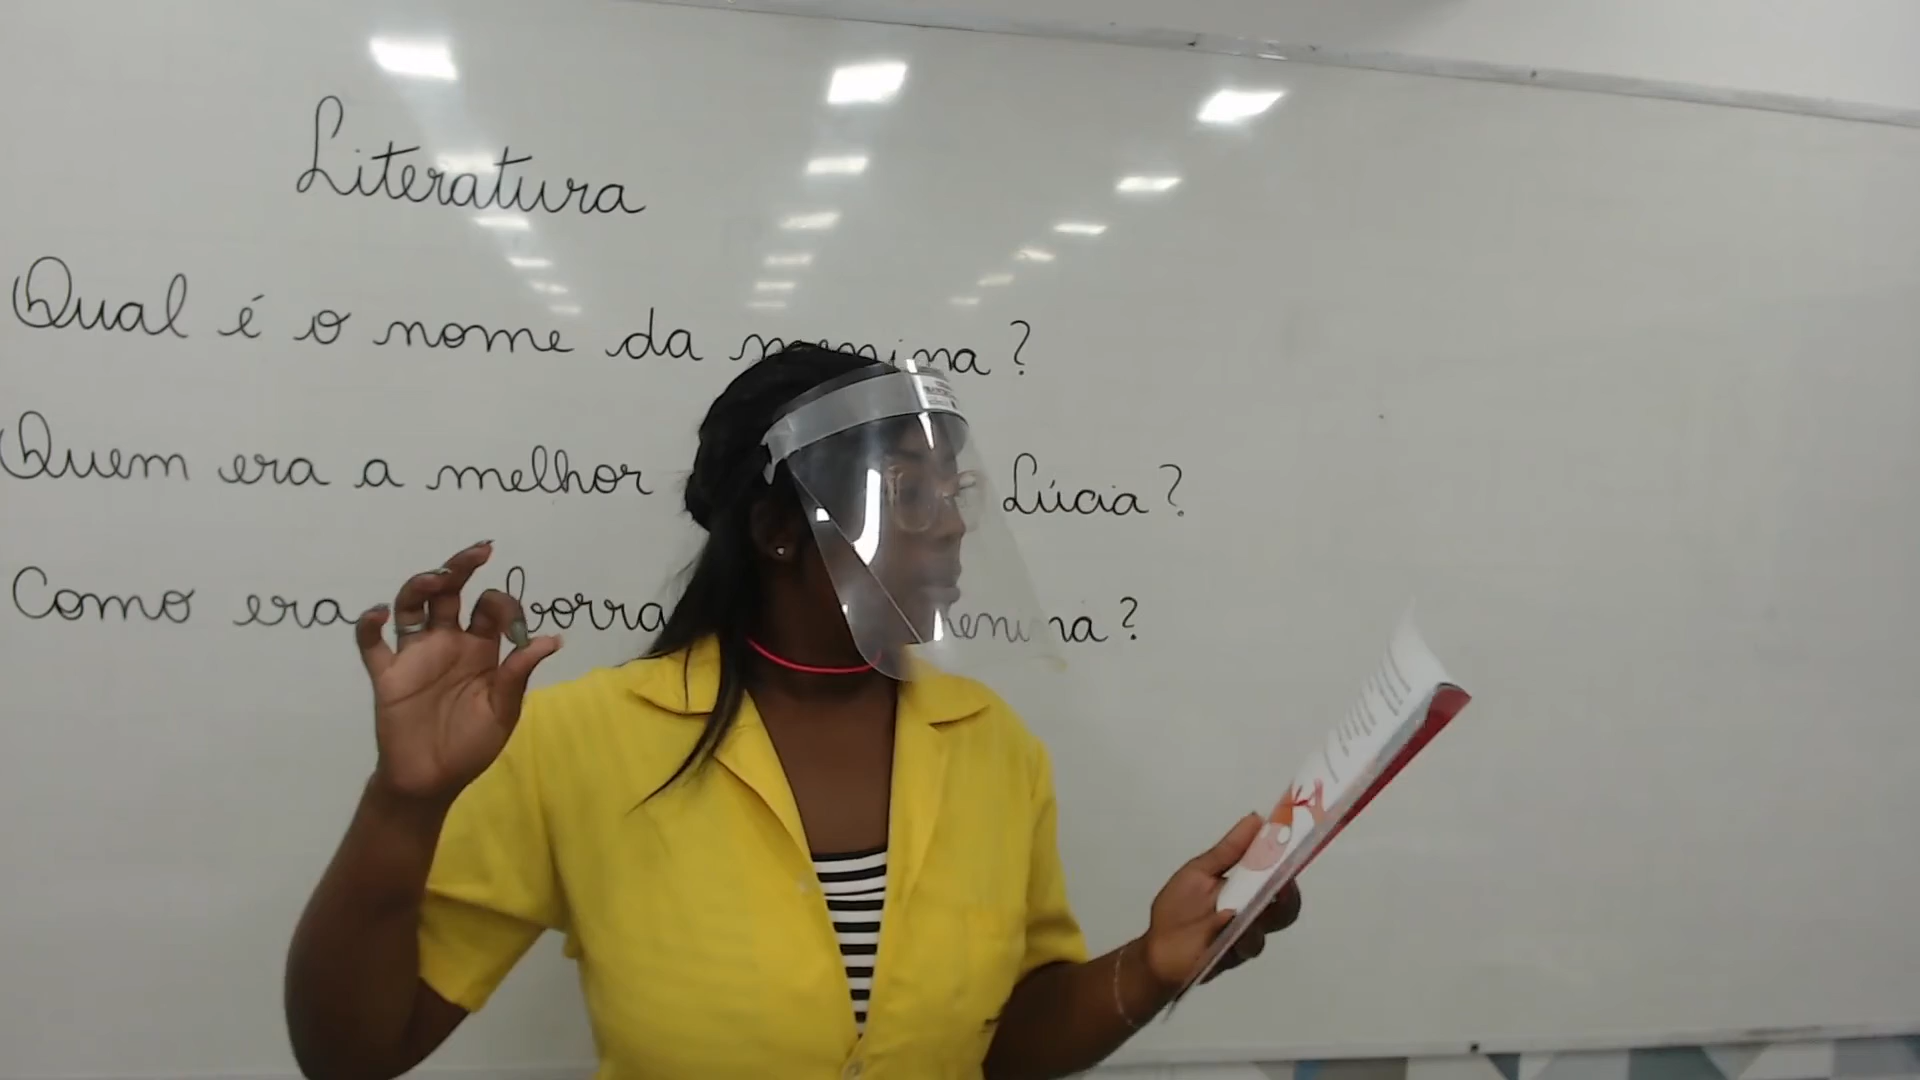 Literatura
Qual é o nome da menina?
Quem era a melhor Lúcia?
Como era menina?